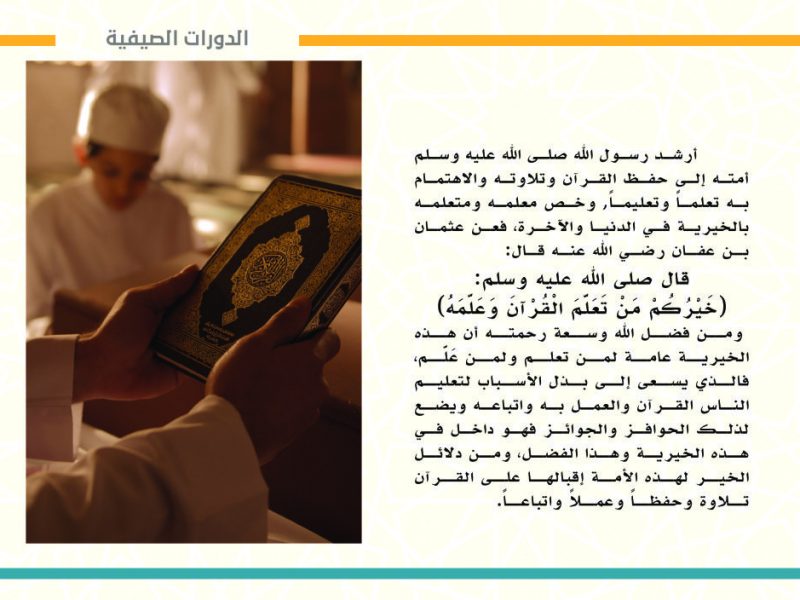 الدورات الصيفية
أرشد رسول الله صلى الله عليه وسلم
أمته إلى حفظ القرآن وتلاوته والاهتمام
به تعلماً وتعليماً, وخص معلمه ومتعلمه
بالخيرية في الدنيا والآخرة، فعن عثمان
بن عفان رضي الله عنه قال:
قال صلى الله عليه وسلم:
(خَيْرُكُمْ مَنْ تَعَلَّمَ الْقُرْآنَ وَعَلَّمَهُ)
ومن فضل الله وسعة رحمته أن هذه
الخيرية عامة لمن تعلم ولمن عَلّم،
فالذي يسعى إلى بذل الأسباب لتعليم
الناس القرآن والعمل به واتباعه ويضع
لذلك الحوافز والجوائز فهو داخل في
هذه الخيرية وهذا الفضل، ومن دلائل
الخير لهذه الأمة إقبالها على القرآن
تلاوة وحفظاً وعملاً واتباعاً.